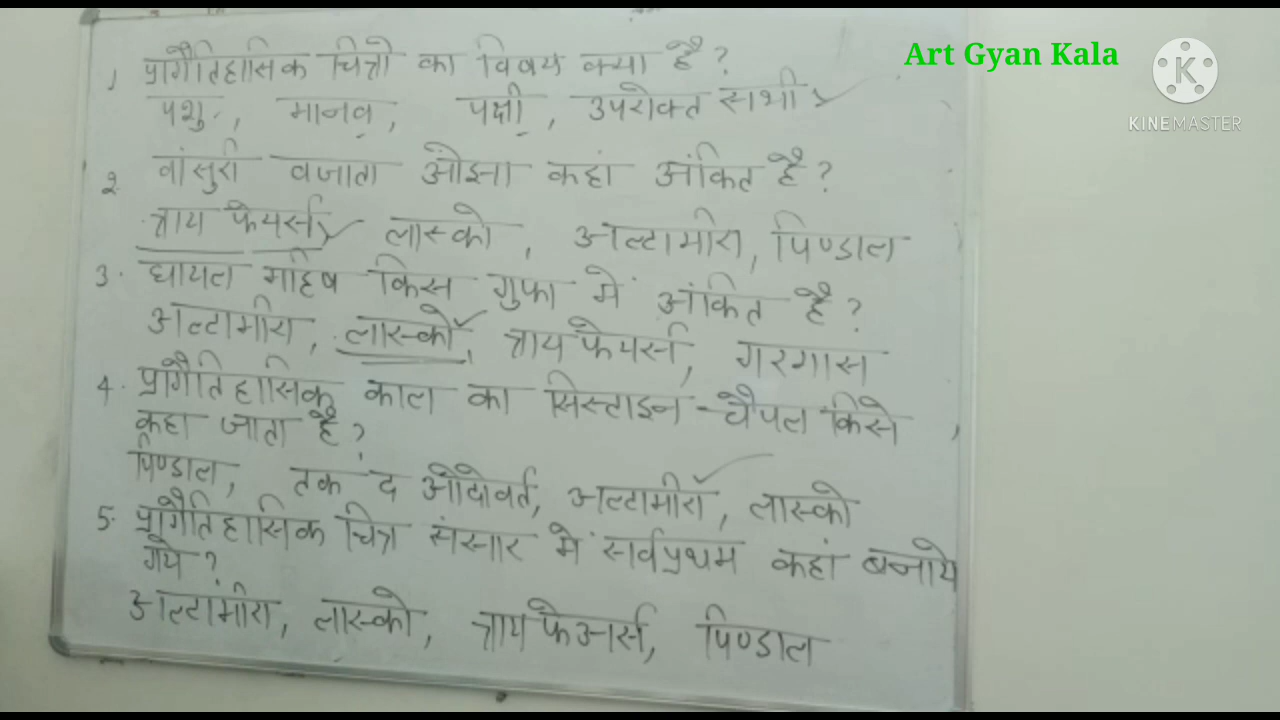 Art Gyan Kala
KINEMASTER
1 प्रागैतिहासिक चित्रो का विषय क्या है?
पशु, मानव, पक्षी, उपरोक्त सभी
2 बांसुरी वजाता ओझा कहां अंकित है?
त्राय फेयर्स, लास्को, अल्टामीरा, पिण्डाल
3. घायल महिष किस गुफा में अंकित है?
अल्टामीरा, लास्को, त्राय फेयर्स, गरगास
4. प्रागैतिहासिक काल का सिस्टाइन-चैपल किसे
कहा जाता है?
पिण्डाल, तक द ओदोवर्त, अल्टामीरा, लास्को
5. प्रागैतिहासिक चित्र संसार में सर्वप्रथम कहां बनाये
गये?
अल्टामीरा, लास्को, त्राय फेअर्स, पिण्डाल